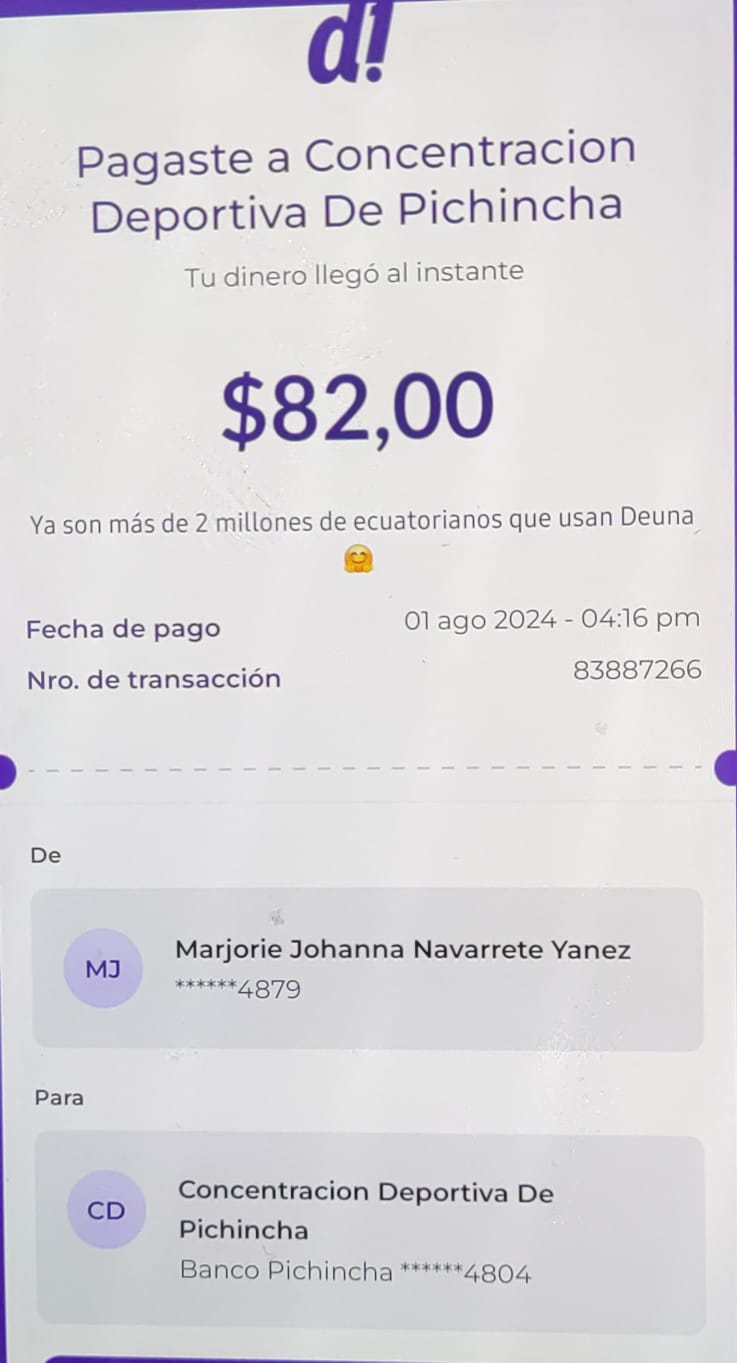 d!
Pagaste a Concentracion
Deportiva De Pichincha
Tu dinero llegó al instante
$82,00
Ya son más de 2 millones de ecuatorianos que usan Deuna
🤗
Fecha de pago 01 ago 2024 - 04:16 pm
Nro. de transacción 83887266
De
MJ
Marjorie Johanna Navarrete Yanez
******4879
Para
CD
Concentracion Deportiva De
Pichincha
Banco Pichincha ******4804